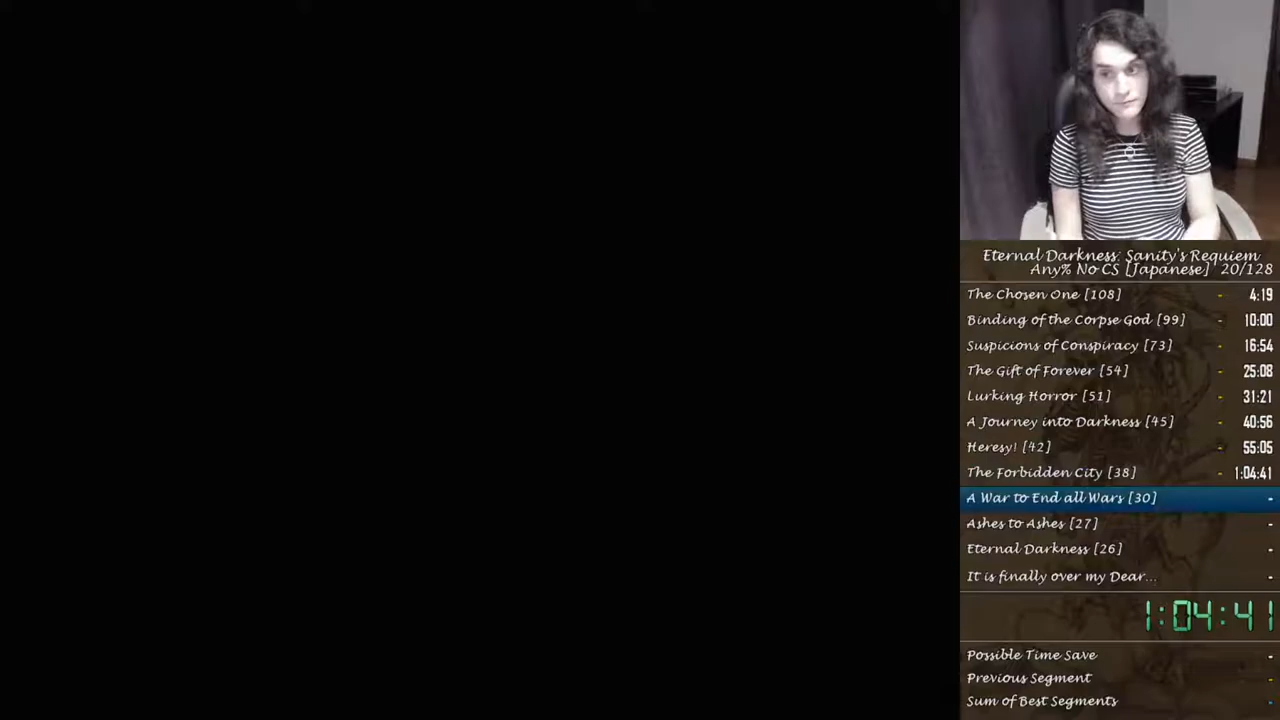 Eternal Darkness: Sanity's Requiem
Any% No CS [Japanese] 20/128
The Chosen One [108] - 4:19
Binding of the Corpse God [99] - 10:00
Suspicions of Conspiracy [73] - 16:54
The Gift of Forever [54] - 25:08
Lurking Horror [51] - 31:21
A Journey into Darkness [45] - 40:56
Heresy! [42] - 55:05
The Forbidden City [38] - 1:04:41
A War to End all Wars [30] -
Ashes to Ashes [27] -
Eternal Darkness [26] -
It is finally over my Dear... -
1:04:41
Possible Time Save -
Previous Segment -
Sum of Best Segments -